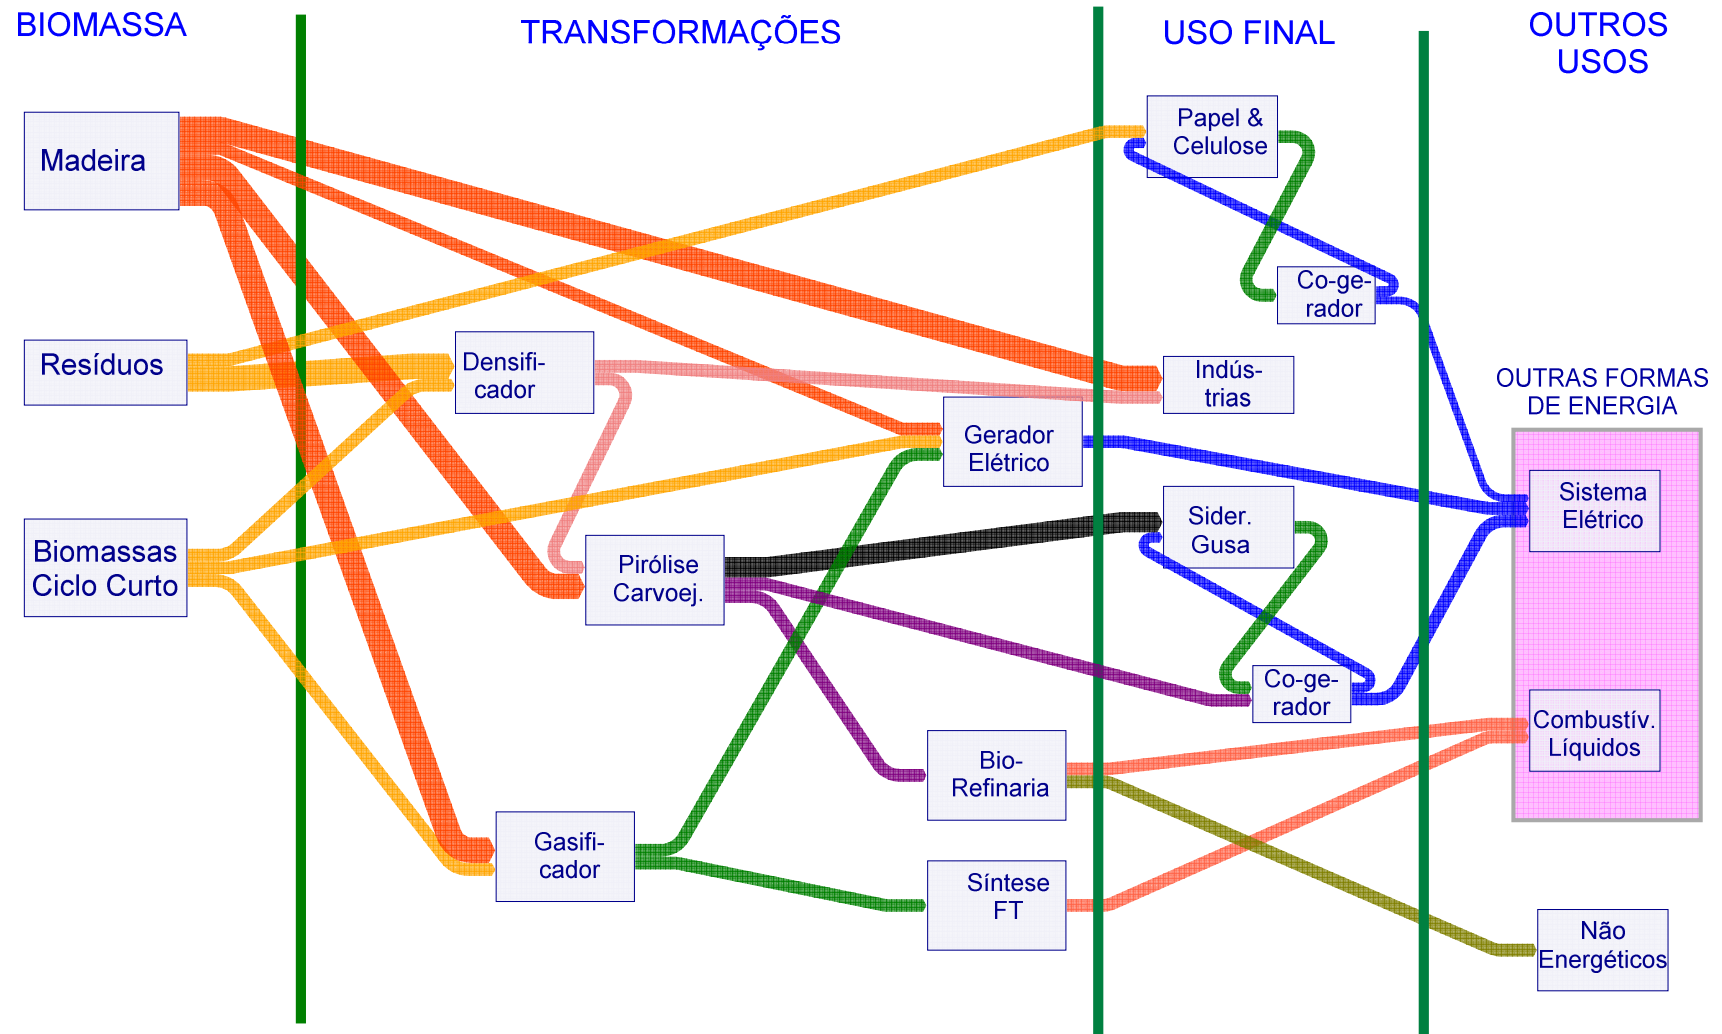 BIOMASSA
TRANSFORMAÇÕES
USO FINAL
OUTROS
USOS
Madeira
Resíduos
Biomassas
Ciclo Curto
Densifi-
cador
Pirólise
Carvoej.
Gasifi-
cador
Gerador
Elétrico
Bio-
Refinaria
Síntese
FT
Papel &
Celulose
Co-ge-
rador
Indús-
trias
Sider.
Gusa
Co-ge-
rador
OUTRAS FORMAS
DE ENERGIA
Sistema
Elétrico
Combustív.
Líquidos
Não
Energéticos